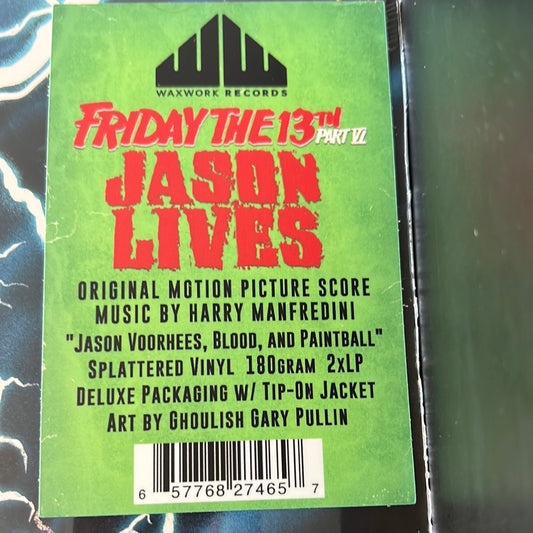 WAXWORK RECORDS
FRIDAY THE 13TH
PART VI
JASON
LIVES
ORIGINAL MOTION PICTURE SCORE
MUSIC BY HARRY MANFREDINI
"JASON VOORHEES, BLOOD, AND PAINTBALL"
SPLATTERED VINYL 180GRAM 2XLP
DELUXE PACKAGING W/ TIP-ON JACKET
ART BY GHOULISH GARY PULLIN
6 57768 27465 7